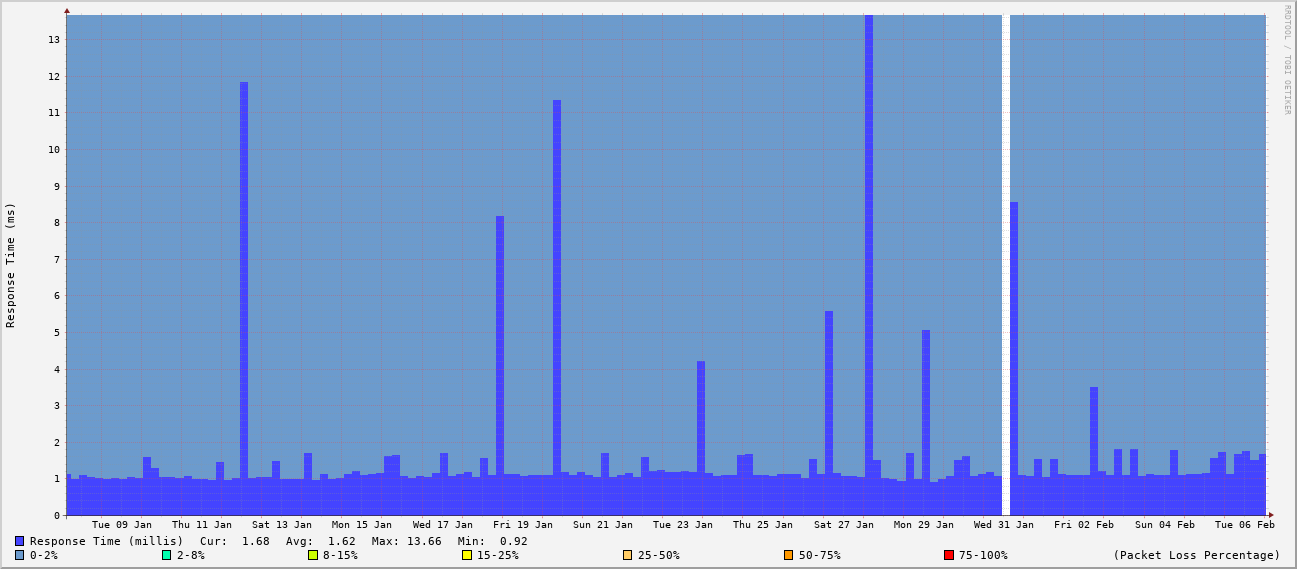 RRDTOOL / TOBI OETIKER
Response Time (ms)
13
12
11
10
9
8
7
6
5
4
3
2
1
0
Tue 09 Jan Thu 11 Jan Sat 13 Jan Mon 15 Jan Wed 17 Jan Fri 19 Jan Sun 21 Jan Tue 23 Jan Thu 25 Jan Sat 27 Jan Mon 29 Jan Wed 31 Jan Fri 02 Feb Sun 04 Feb Tue 06 Feb
Response Time (millis) Cur: 1.68 Avg: 1.62 Max: 13.66 Min: 0.92
0-2% 2-8% 8-15% 15-25% 25-50% 50-75% 75-100% (Packet Loss Percentage)